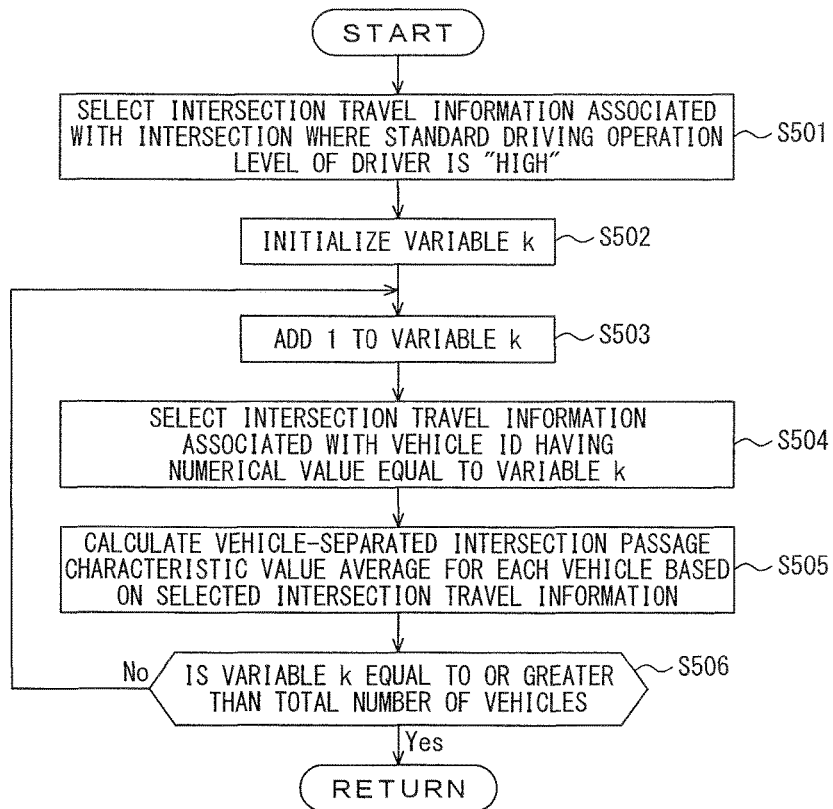 START
SELECT INTERSECTION TRAVEL INFORMATION ASSOCIATED
WITH INTERSECTION WHERE STANDARD DRIVING OPERATION
LEVEL OF DRIVER IS "HIGH"
S501
INITIALIZE VARIABLE k
S502
ADD 1 TO VARIABLE k
S503
SELECT INTERSECTION TRAVEL INFORMATION
ASSOCIATED WITH VEHICLE ID HAVING
NUMERICAL VALUE EQUAL TO VARIABLE k
S504
CALCULATE VEHICLE-SEPARATED INTERSECTION PASSAGE
CHARACTERISTIC VALUE AVERAGE FOR EACH VEHICLE BASED
ON SELECTED INTERSECTION TRAVEL INFORMATION
S505
No
IS VARIABLE k EQUAL TO OR GREATER
THAN TOTAL NUMBER OF VEHICLES
S506
Yes
RETURN